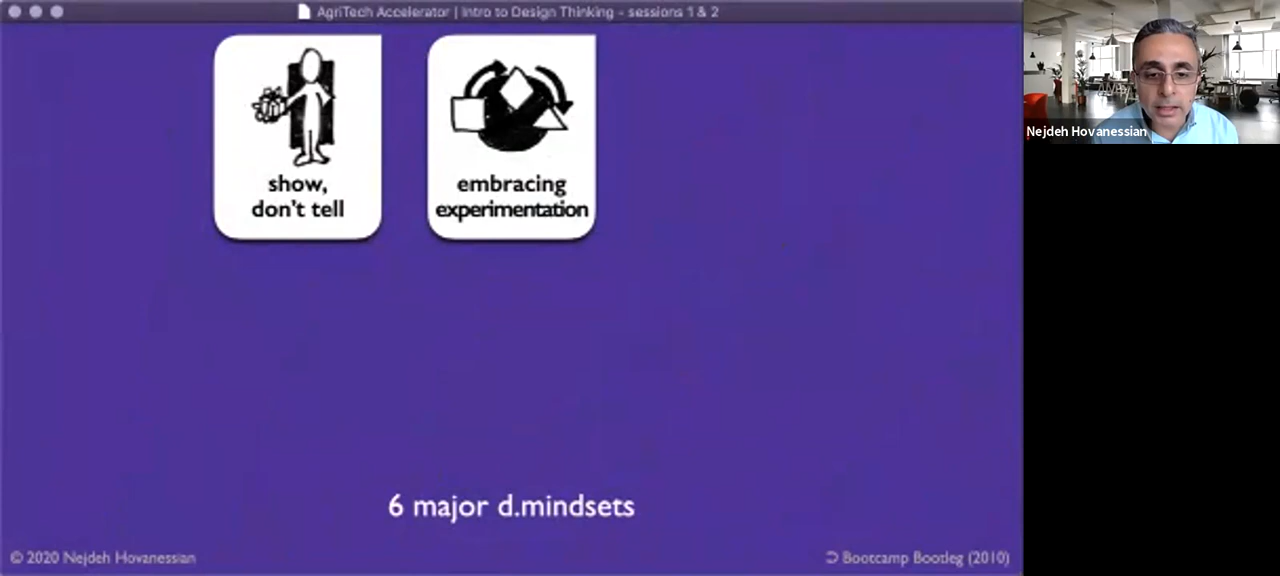 AgriTech Accelerator | Intro to Design Thinking - sessions 1 & 2
show,
don't tell
embracing
experimentation
6 major d.mindsets
© 2020 Nejdeh Hovanessian
Bootcamp Bootleg (2010)
Nejdeh Hovanessian